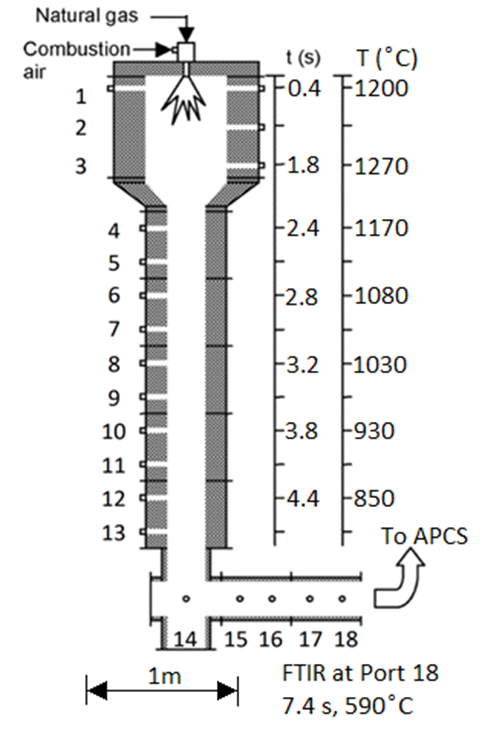 Natural gas
Combustion
air
t (s) T (˚C)
1 0.4 1200
2
3 1.8 1270
4 2.4 1170
5
6 2.8 1080
7
8 3.2 1030
9
10 3.8 930
11
12 4.4 850
13
To APCS
14 15 16 17 18
1m
FTIR at Port 18
7.4 s, 590˚C